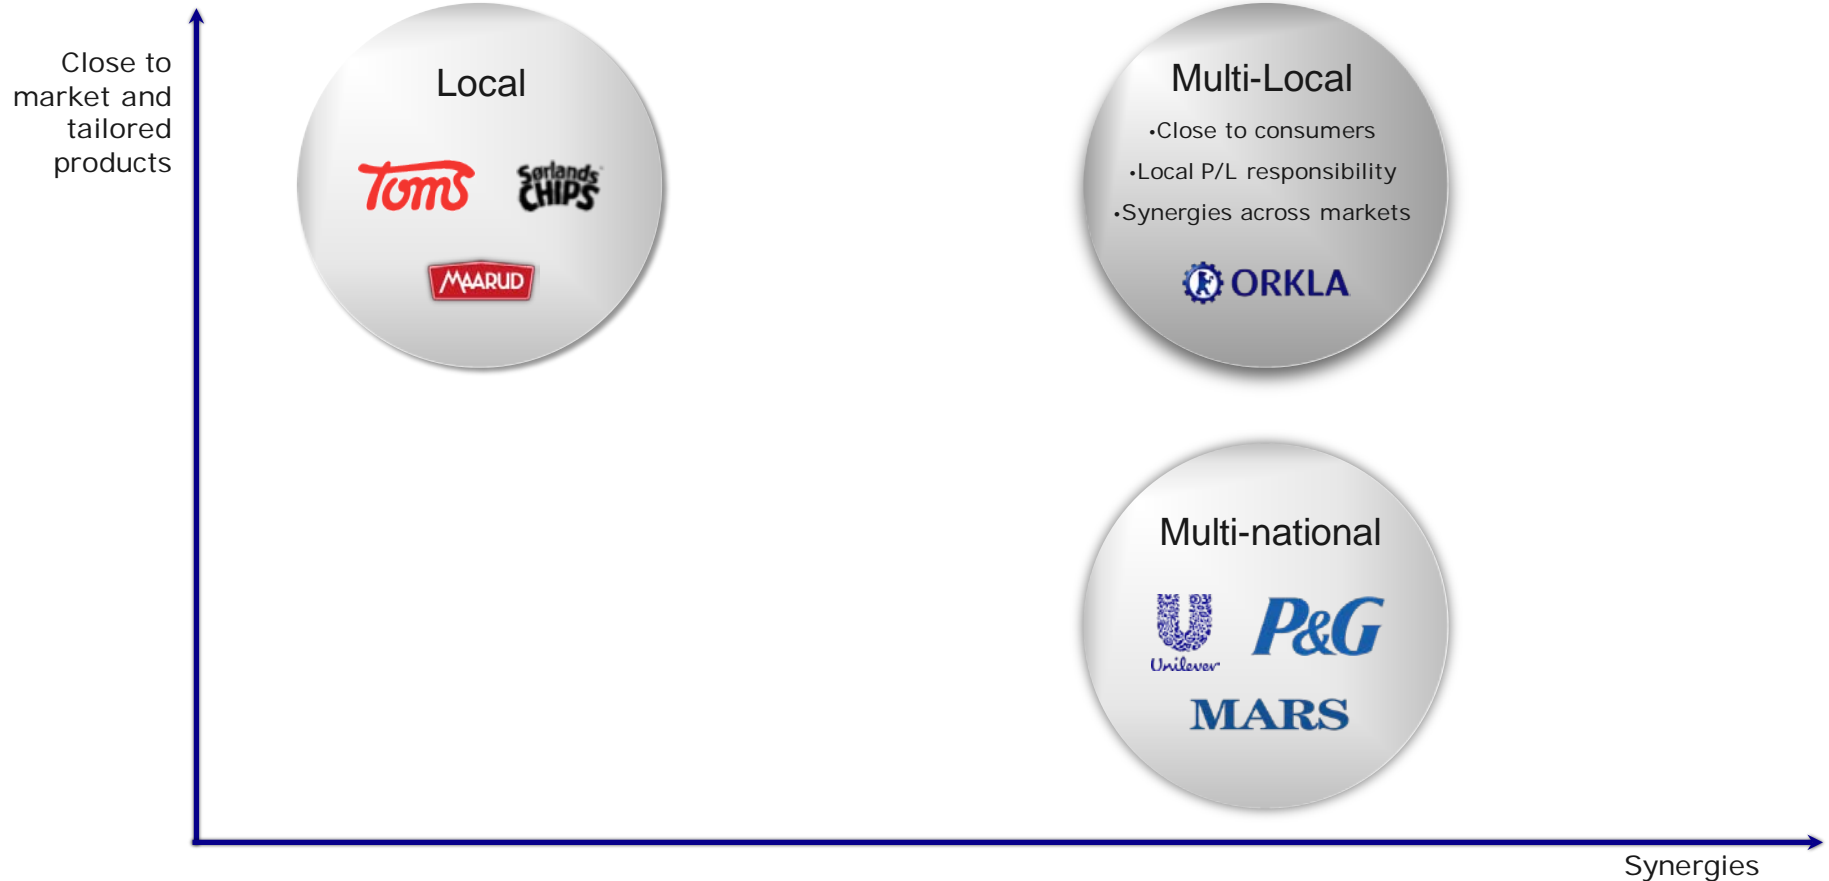 Close to
market and
tailored
products
Local
Toms
Sørlands
CHIPS
MAARUD
Multi-Local
•Close to consumers
•Local P/L responsibility
•Synergies across markets
ORKLA
Multi-national
Unilever
P&G
MARS
Synergies